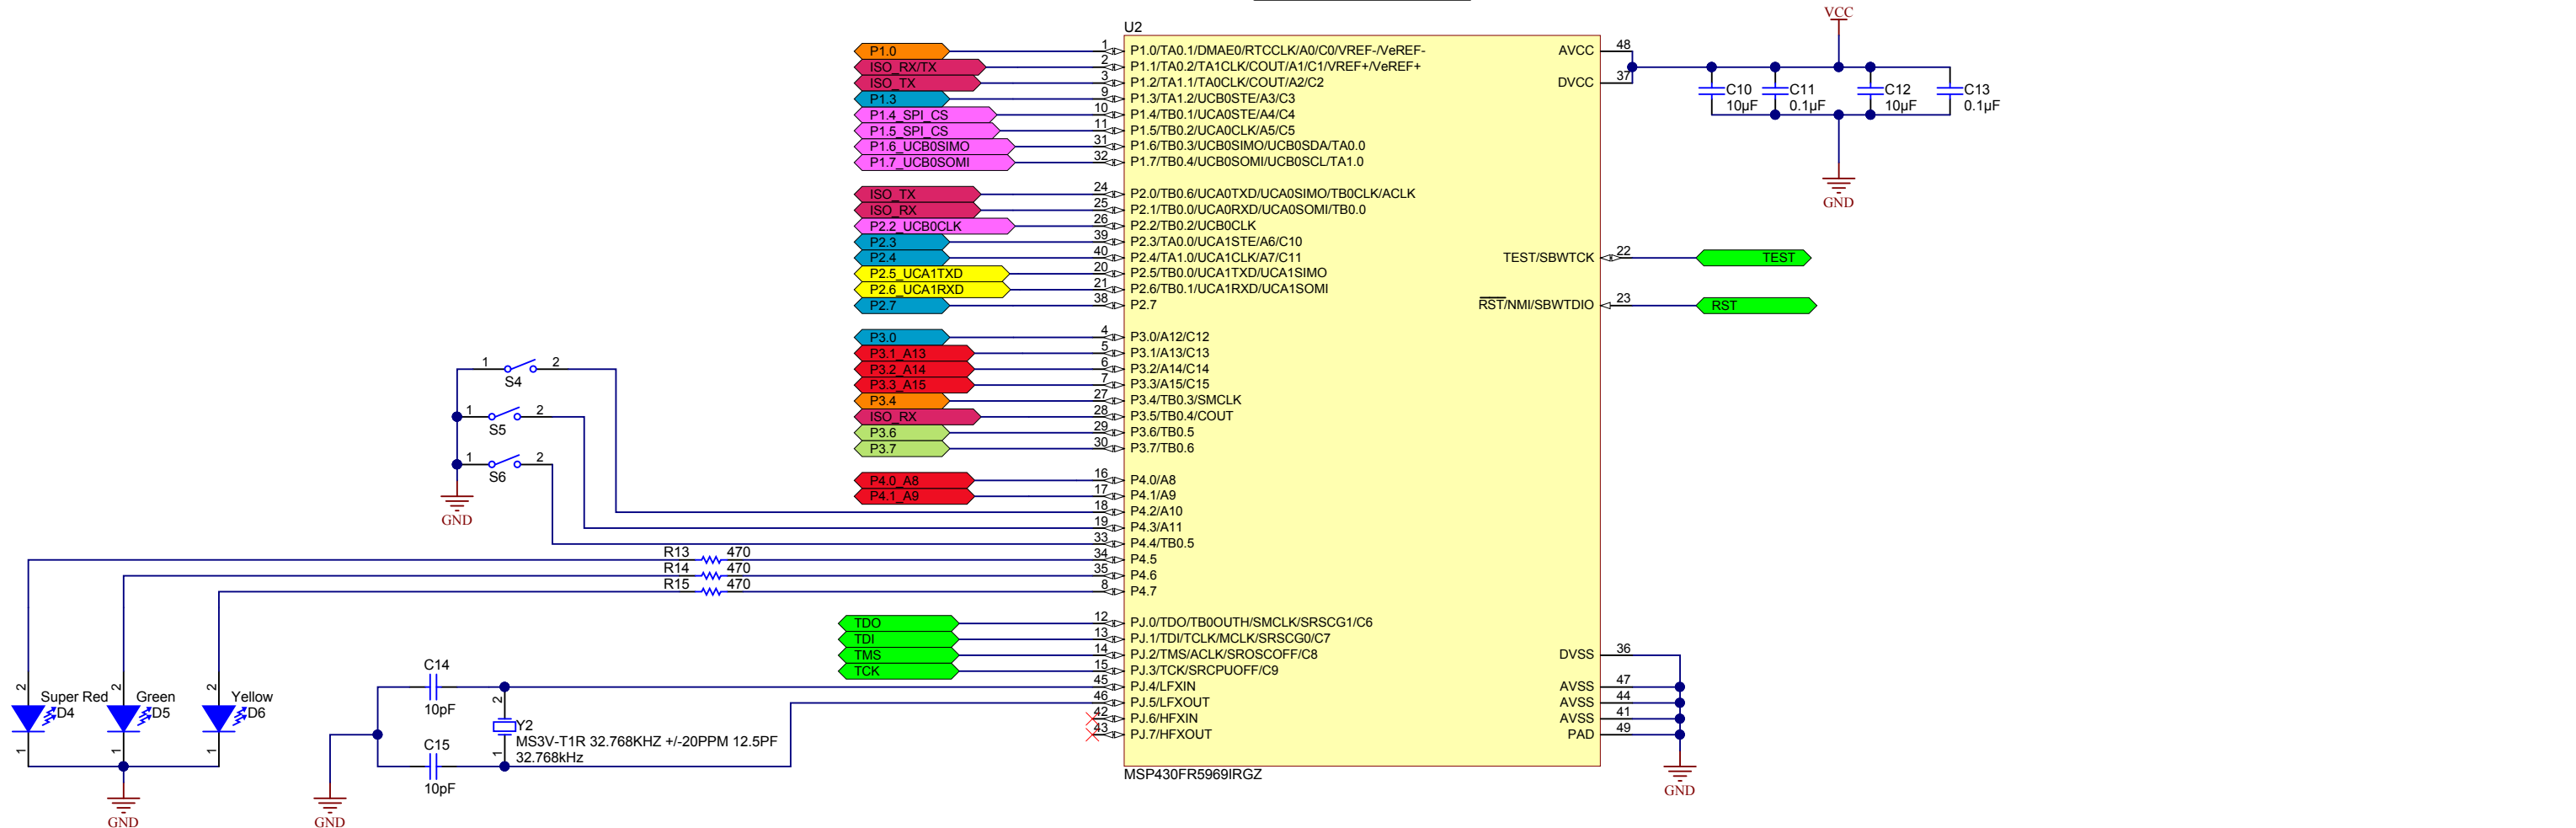 VCC
U2
P1.0 1 P1.0/TA0.1/DMAE0/RTCCLK/A0/C0/VREF-/VeREF- AVCC 48
ISO_RX/TX 2 P1.1/TA0.2/TA1CLK/COUT/A1/C1/VREF+/VeREF+
ISO_TX 3 P1.2/TA1.1/TA0CLK/COUT/A2/C2 DVCC 37
P1.3 9 P1.3/TA1.2/UCB0STE/A3/C3 C10 C11 C12 C13
10µF 0.1µF 10µF 0.1µF
P1.4_SPI_CS 10 P1.4/TB0.1/UCA0STE/A4/C4
P1.5_SPI_CS 11 P1.5/TB0.2/UCA0CLK/A5/C5
P1.6_UCB0SIMO 31 P1.6/TB0.3/UCB0SIMO/UCB0SDA/TA0.0
P1.7_UCB0SOMI 32 P1.7/TB0.4/UCB0SOMI/UCB0SCL/TA1.0
ISO_TX 24 P2.0/TB0.6/UCA0TXD/UCA0SIMO/TB0CLK/ACLK
GND
ISO_RX 25 P2.1/TB0.0/UCA0RXD/UCA0SOMI/TB0.0
P2.2_UCB0CLK 26 P2.2/TB0.2/UCB0CLK
P2.3 39 P2.3/TA0.0/UCA1STE/A6/C10
P2.4 40 P2.4/TA1.0/UCA1CLK/A7/C11 TEST/SBWTCK 22 TEST
P2.5_UCA1TXD 20 P2.5/TB0.0/UCA1TXD/UCA1SIMO
P2.6_UCA1RXD 21 P2.6/TB0.1/UCA1RXD/UCA1SOMI
P2.7 38 P2.7 RST/NMI/SBWTDIO 23 RST
P3.0 4 P3.0/A12/C12
P3.1_A13 5 P3.1/A13/C13
1 S4 2
P3.2_A14 6 P3.2/A14/C14
P3.3_A15 7 P3.3/A15/C15
P3.4 27 P3.4/TB0.3/SMCLK
1 S5 2
ISO_RX 28 P3.5/TB0.4/COUT
P3.6 29 P3.6/TB0.5
P3.7 30 P3.7/TB0.6
1 S6 2
P4.0_A8 16 P4.0/A8
P4.1_A9 17 P4.1/A9
GND
18 P4.2/A10
19 P4.3/A11
33 P4.4/TB0.5
R13 470 34 P4.5
R14 470 35 P4.6
R15 470 8 P4.7
TDO 12 PJ.0/TDO/TB0OUTH/SMCLK/SRSCG1/C6
TDI 13 PJ.1/TDI/TCLK/MCLK/SRSCG0/C7
TMS 14 PJ.2/TMS/ACLK/SROSCOFF/C8 DVSS 36
TCK 15 PJ.3/TCK/SRCPUOFF/C9
C14
10pF
45 PJ.4/LFXIN AVSS 47
46 PJ.5/LFXOUT AVSS 44
42 PJ.6/HFXIN AVSS 41
43 PJ.7/HFXOUT PAD 49
2 Super Red D4 1
2 Green D5 1
2 Yellow D6 1
2 Y2 1
MS3V-T1R 32.768KHZ +/-20PPM 12.5PF
32.768kHz
C15
10pF
MSP430FR5969IRGZ
GND
GND
GND